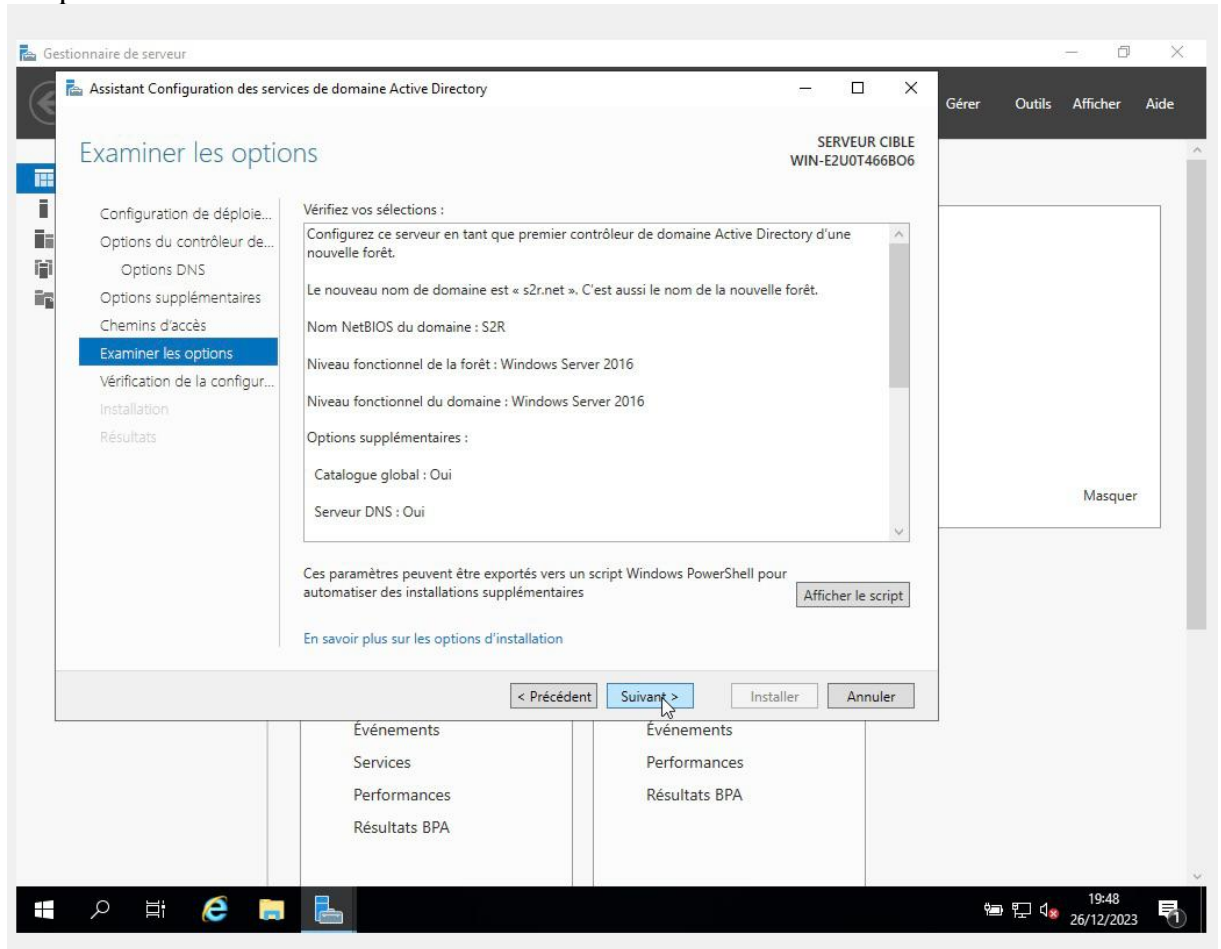 Gestionnaire de serveur
Assistant Configuration des services de domaine Active Directory
Gérer Outils Afficher Aide
Examiner les options
SERVEUR CIBLE
WIN-E2U0T466BO6
Configuration de déploie...
Options du contrôleur de...
Options DNS
Options supplémentaires
Chemins d'accès
Examiner les options
Vérification de la configur...
Installation
Résultats
Vérifiez vos sélections :
Configurez ce serveur en tant que premier contrôleur de domaine Active Directory d'une
nouvelle forêt.
Le nouveau nom de domaine est « s2r.net ». C'est aussi le nom de la nouvelle forêt.
Nom NetBIOS du domaine : S2R
Niveau fonctionnel de la forêt : Windows Server 2016
Niveau fonctionnel du domaine : Windows Server 2016
Options supplémentaires :
Catalogue global : Oui
Serveur DNS : Oui
Masquer
Ces paramètres peuvent être exportés vers un script Windows PowerShell pour
automatiser des installations supplémentaires
Afficher le script
En savoir plus sur les options d'installation
< Précédent Suivant > Installer Annuler
Événements
Services
Performances
Résultats BPA
Événements
Performances
Résultats BPA
19:48
26/12/2023
1